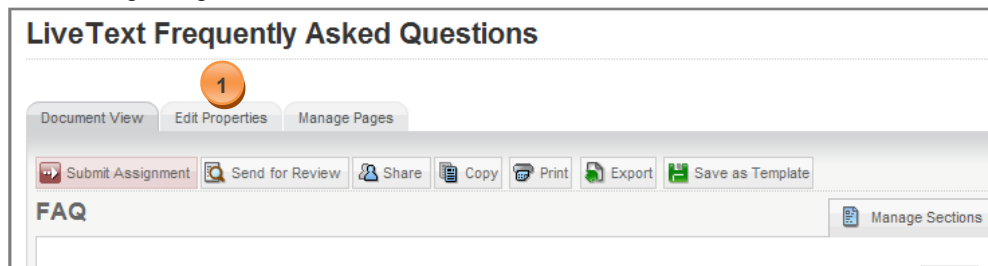 LiveText Frequently Asked Questions
1
Document View Edit Properties Manage Pages
Submit Assignment Send for Review Share Copy Print Export Save as Template
FAQ
Manage Sections